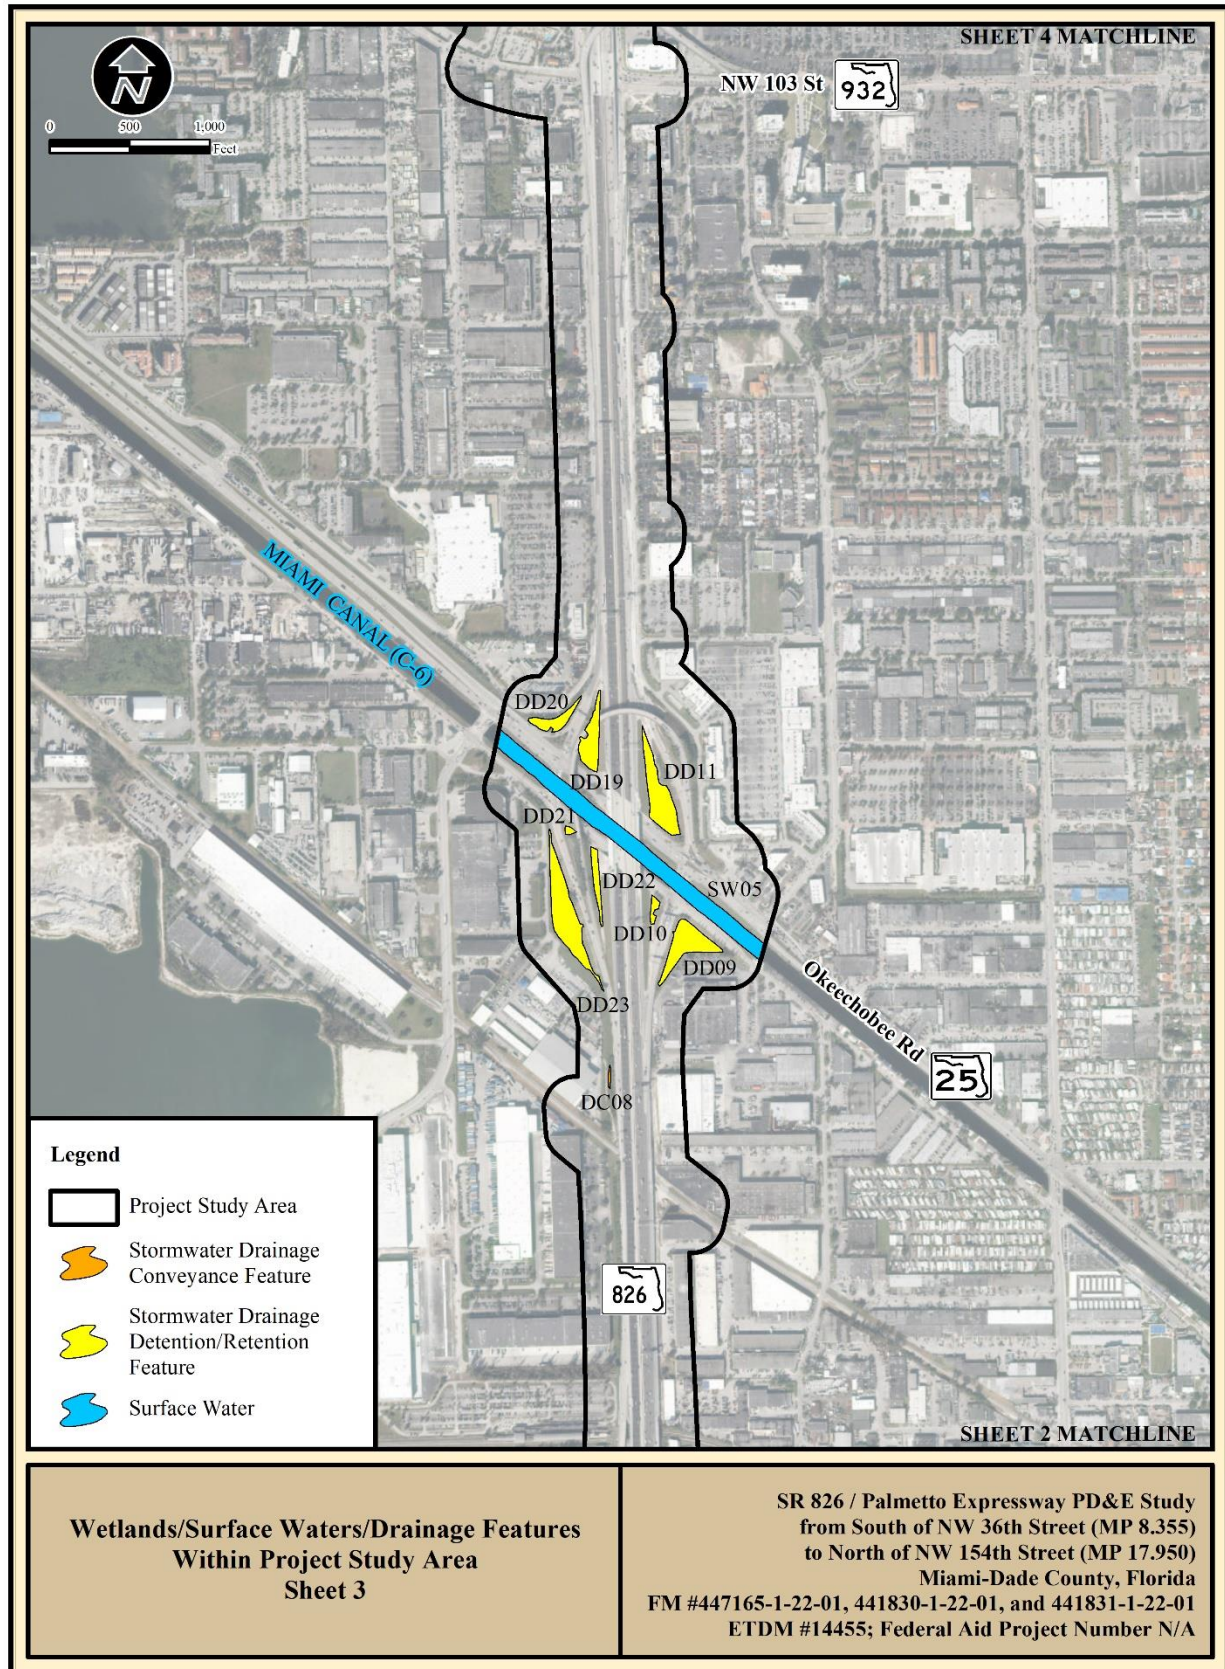 SHEET 4 MATCHLINE
NW 103 St
932
N
0 500 1,000
Feet
MIAMI CANAL (C-6)
DD20
DD19
DD11
DD21
DD22
SW05
DD10
DD09
DD23
Okeechobee Rd
25
DC08
826
Legend
Project Study Area
Stormwater Drainage
Conveyance Feature
Stormwater Drainage
Detention/Retention
Feature
Surface Water
SHEET 2 MATCHLINE
Wetlands/Surface Waters/Drainage Features
Within Project Study Area
Sheet 3
SR 826 / Palmetto Expressway PD&E Study
from South of NW 36th Street (MP 8.355)
to North of NW 154th Street (MP 17.950)
Miami-Dade County, Florida
FM #447165-1-22-01, 441830-1-22-01, and 441831-1-22-01
ETDM #14455; Federal Aid Project Number N/A